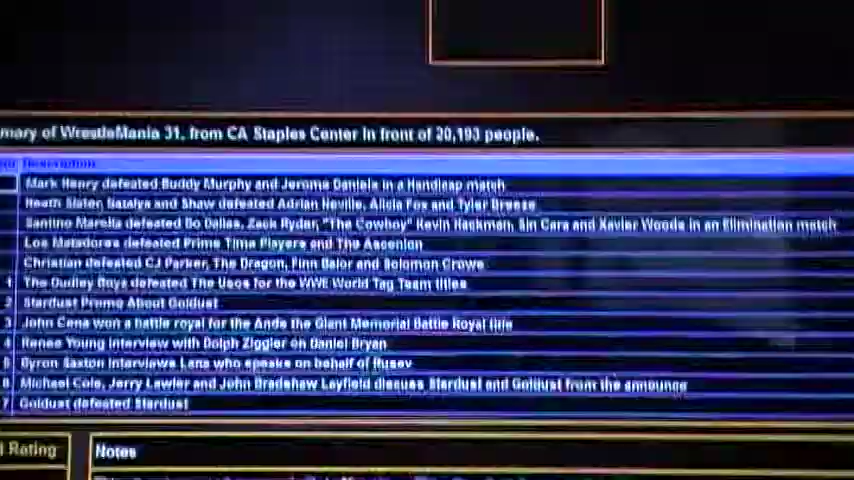 mary of WrestleMania 31, from CA Staples Center in front of 20,193 people.
Description
Mark Henry defeated Buddy Murphy and Jerome Daniels in a Handicap match
Heath Slater, Natalya and Shaw defeated Adrian Neville, Alicia Fox and Tyler Breeze
Santino Marella defeated Bo Dallas, Zack Ryder, "The Cowboy" Kevin Hackman, Sin Cara and Xavier Woods in an Elimination match
Los Matadores defeated Prime Time Players and The Ascension
Christian defeated CJ Parker, The Dragon, Finn Balor and Solomon Crowe
4 The Dudley Boyz defeated The Usos for the WWE World Tag Team titles
2 Stardust Promo About Goldust
3 John Cena won a battle royal for the Andre the Giant Memorial Battle Royal title
4 Renee Young interview with Dolph Ziggler on Daniel Bryan
5 Byron Saxton interviews Lana who speaks on behalf of Rusev
6 Michael Cole, Jerry Lawler and John Bradshaw Layfield discuss Stardust and Goldust from the announce
7 Goldust defeated Stardust
Rating
Notes